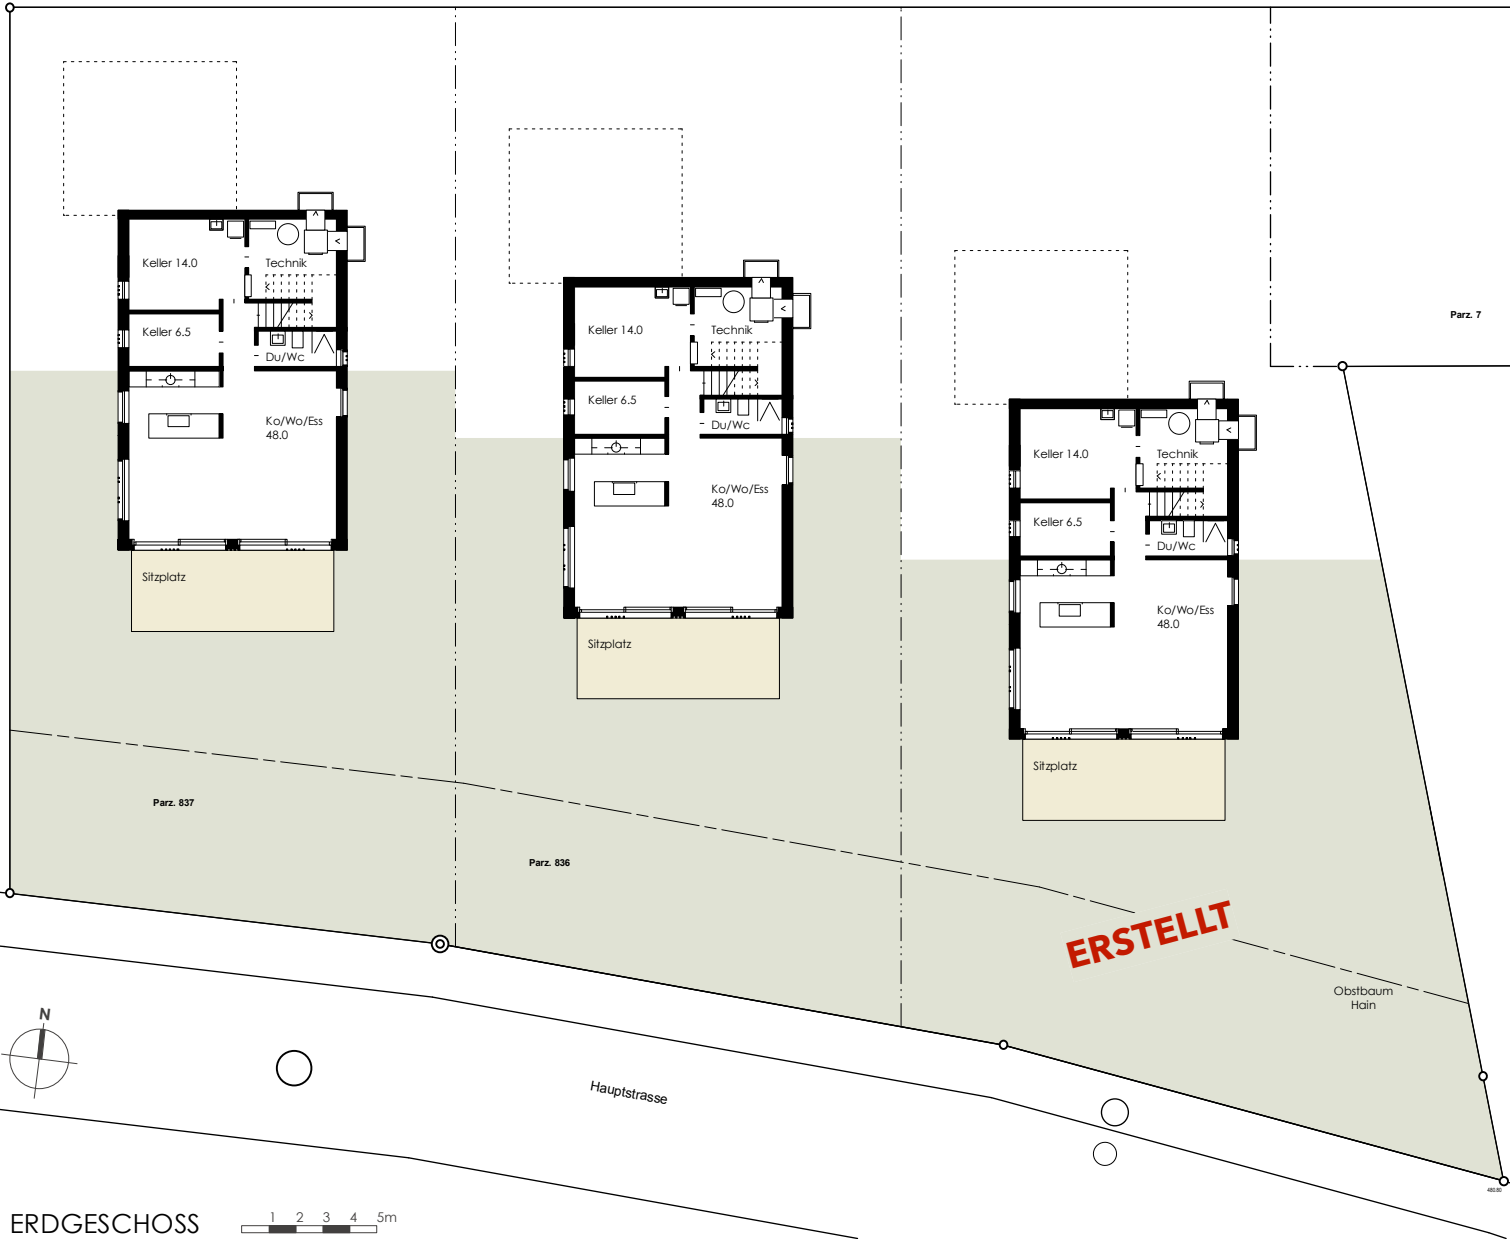 Keller 14.0
Technik
Keller 6.5
Du/Wc
Ko/Wo/Ess
48.0
Sitzplatz
Keller 14.0
Technik
Keller 6.5
Du/Wc
Ko/Wo/Ess
48.0
Sitzplatz
Keller 14.0
Technik
Keller 6.5
Du/Wc
Ko/Wo/Ess
48.0
Sitzplatz
Parz. 7
Parz. 837
Parz. 836
ERSTELLT
Obstbaum
Hain
N
Hauptstrasse
480.80
ERDGESCHOSS
1 2 3 4 5m